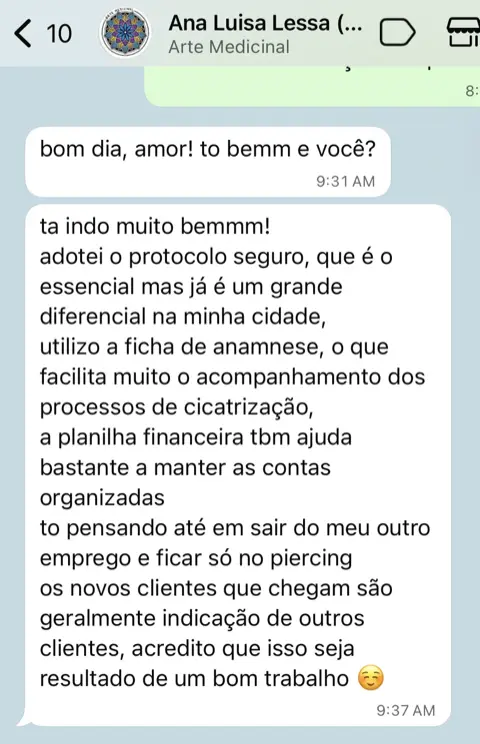 10
Ana Luisa Lessa (...
Arte Medicinal
8:
bom dia, amor! to bemm e você?
9:31 AM
ta indo muito bemmm!
adotei o protocolo seguro, que é o
essencial mas já é um grande
diferencial na minha cidade,
utilizo a ficha de anamnese, o que
facilita muito o acompanhamento dos
processos de cicatrização,
a planilha financeira tbm ajuda
bastante a manter as contas
organizadas
to pensando até em sair do meu outro
emprego e ficar só no piercing
os novos clientes que chegam são
geralmente indicação de outros
clientes, acredito que isso seja
resultado de um bom trabalho ☺️
9:37 AM